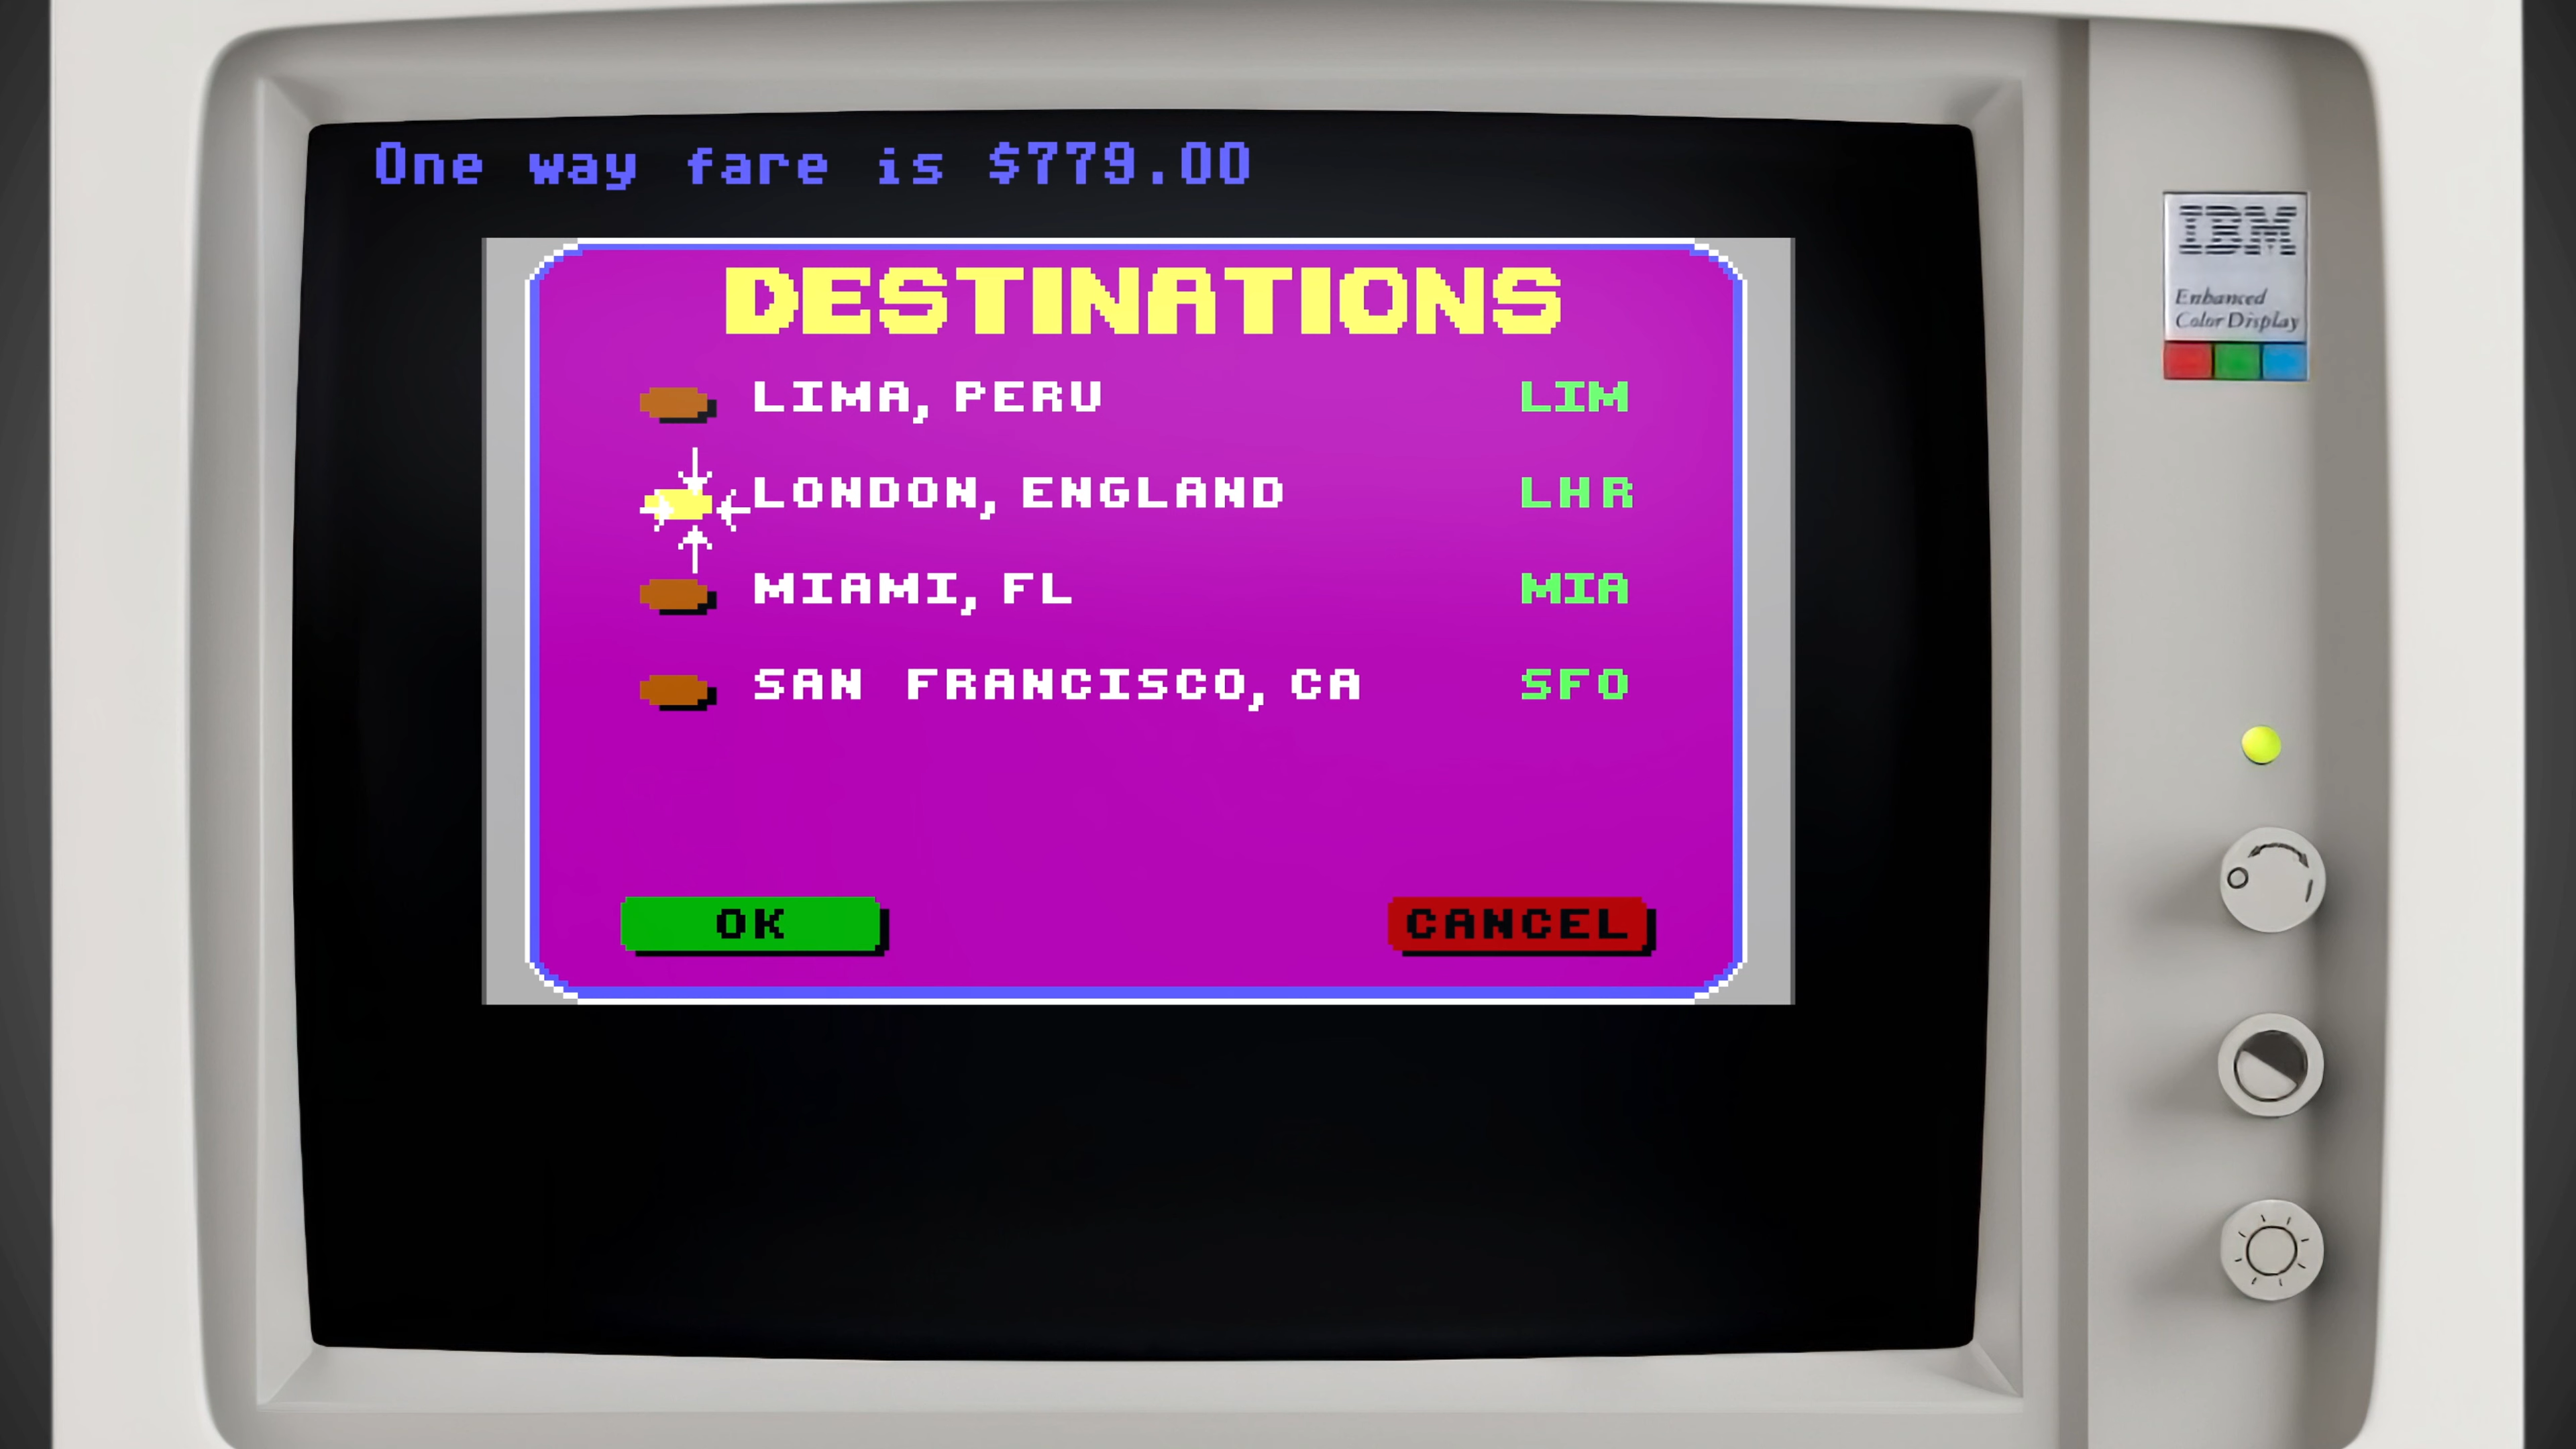 One way fare is $779.00
DESTINATIONS
LIMA, PERU LIM
LONDON, ENGLAND LHR
MIAMI, FL MIA
SAN FRANCISCO, CA SFO
OK CANCEL
IBM
Enhanced
Color Display